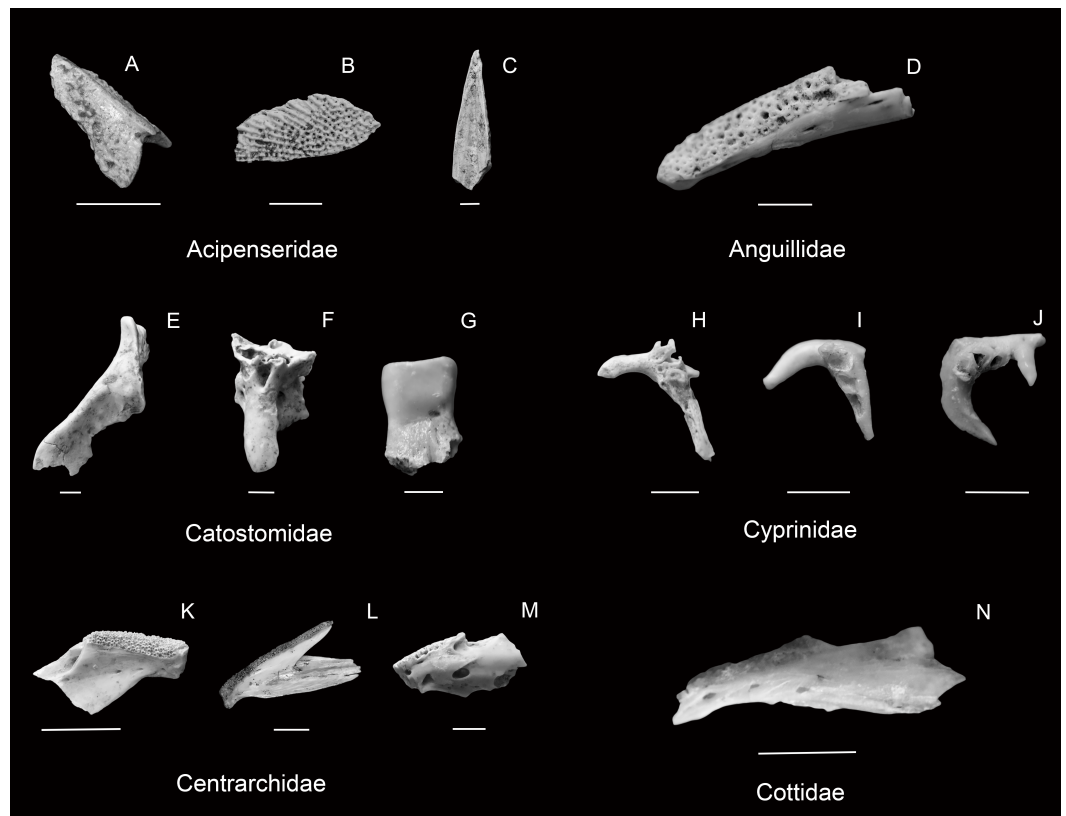 A B C D
Acipenseridae Anguillidae
E F G H I J
Catostomidae Cyprinidae
K L M N
Centrarchidae Cottidae